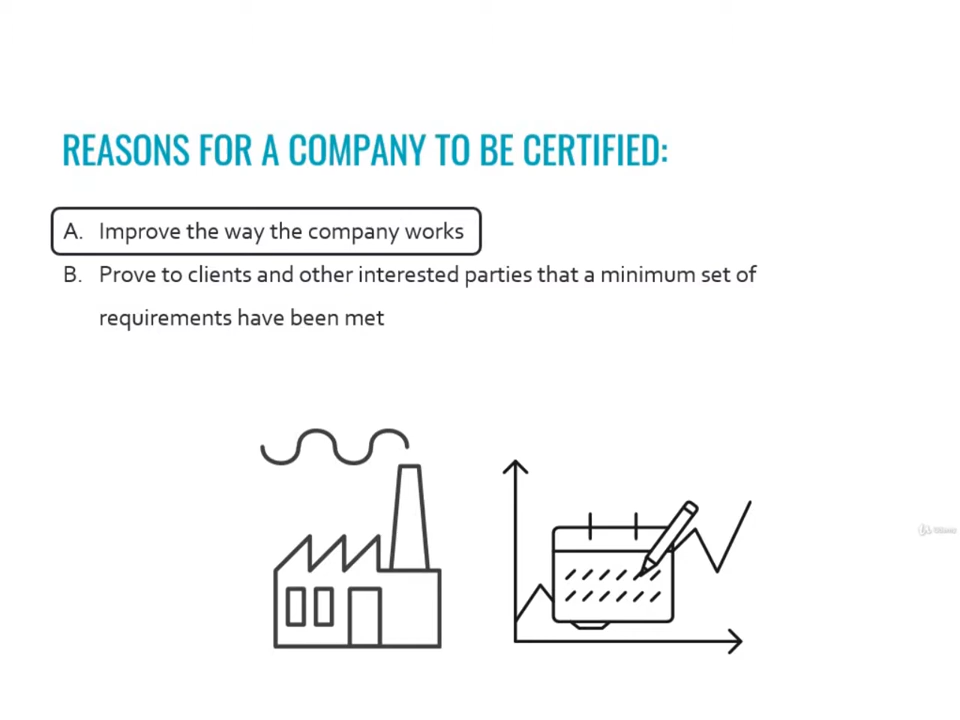 REASONS FOR A COMPANY TO BE CERTIFIED:
A. Improve the way the company works
B. Prove to clients and other interested parties that a minimum set of
requirements have been met